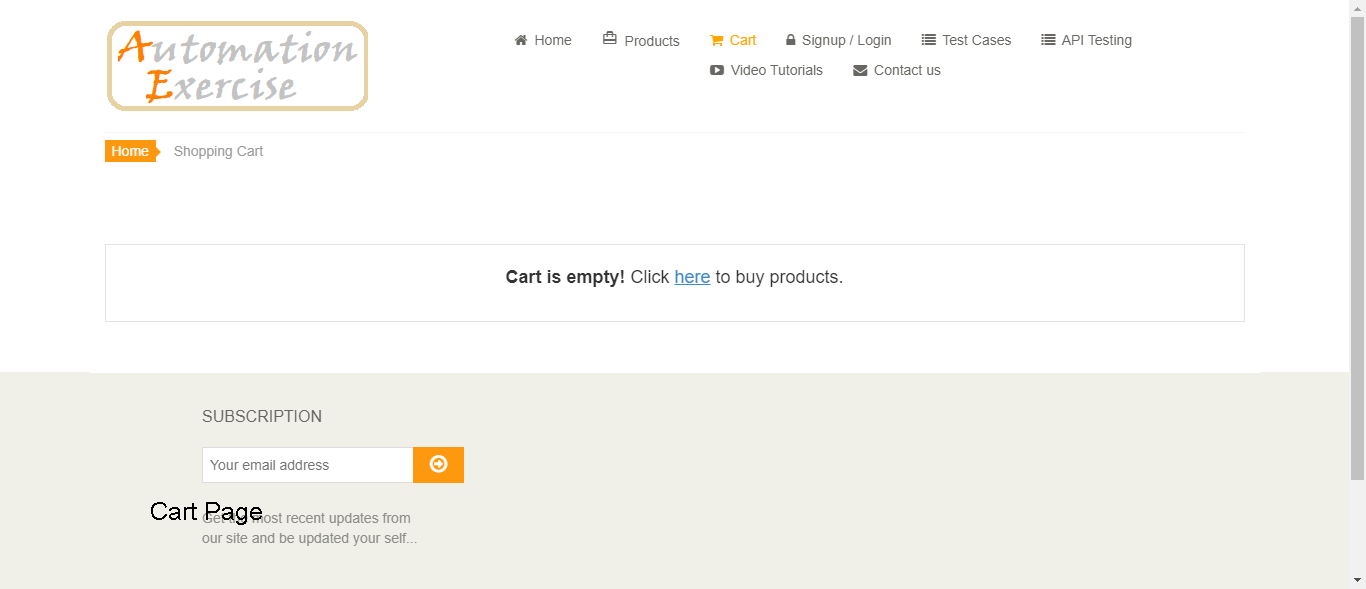 Automation
Exercise
Home
Products
Cart
Signup / Login
Test Cases
API Testing
Video Tutorials
Contact us
Home
Shopping Cart
Cart is empty! Click here to buy products.
SUBSCRIPTION
Your email address
Cart Page
Get the most recent updates from
our site and be updated your self...